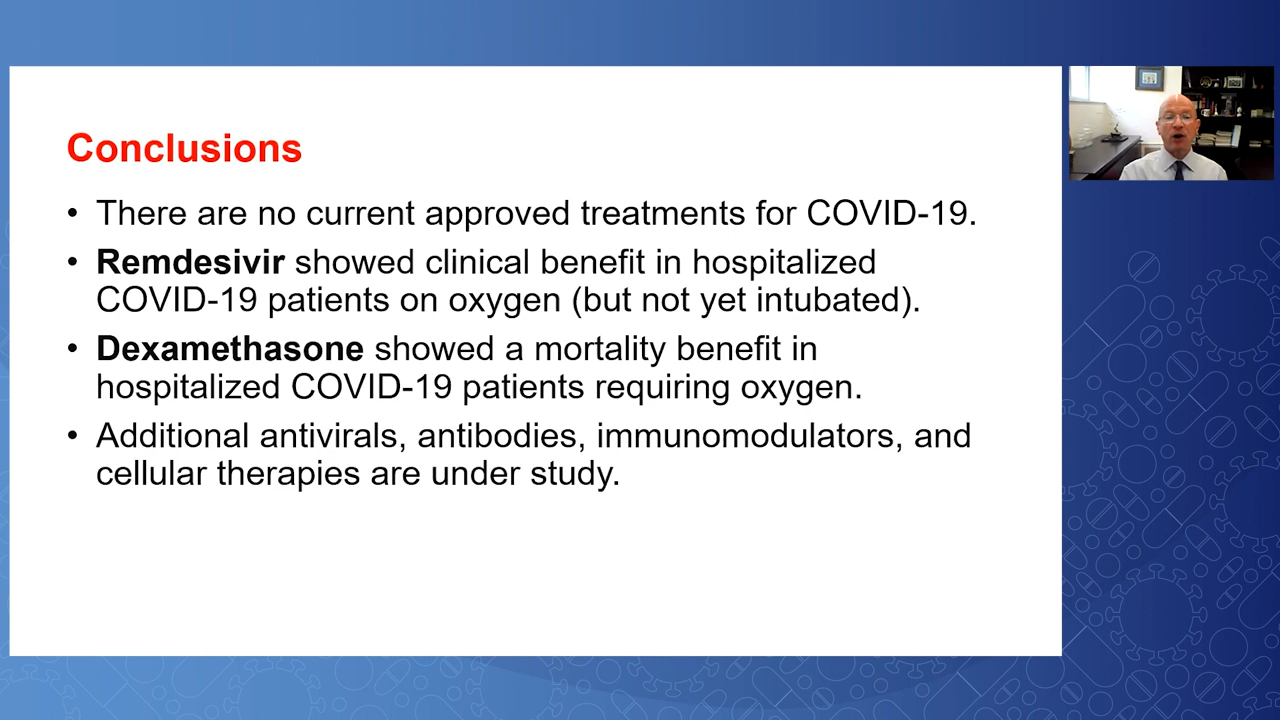 Conclusions
• There are no current approved treatments for COVID-19.
• Remdesivir showed clinical benefit in hospitalized
COVID-19 patients on oxygen (but not yet intubated).
• Dexamethasone showed a mortality benefit in
hospitalized COVID-19 patients requiring oxygen.
• Additional antivirals, antibodies, immunomodulators, and
cellular therapies are under study.